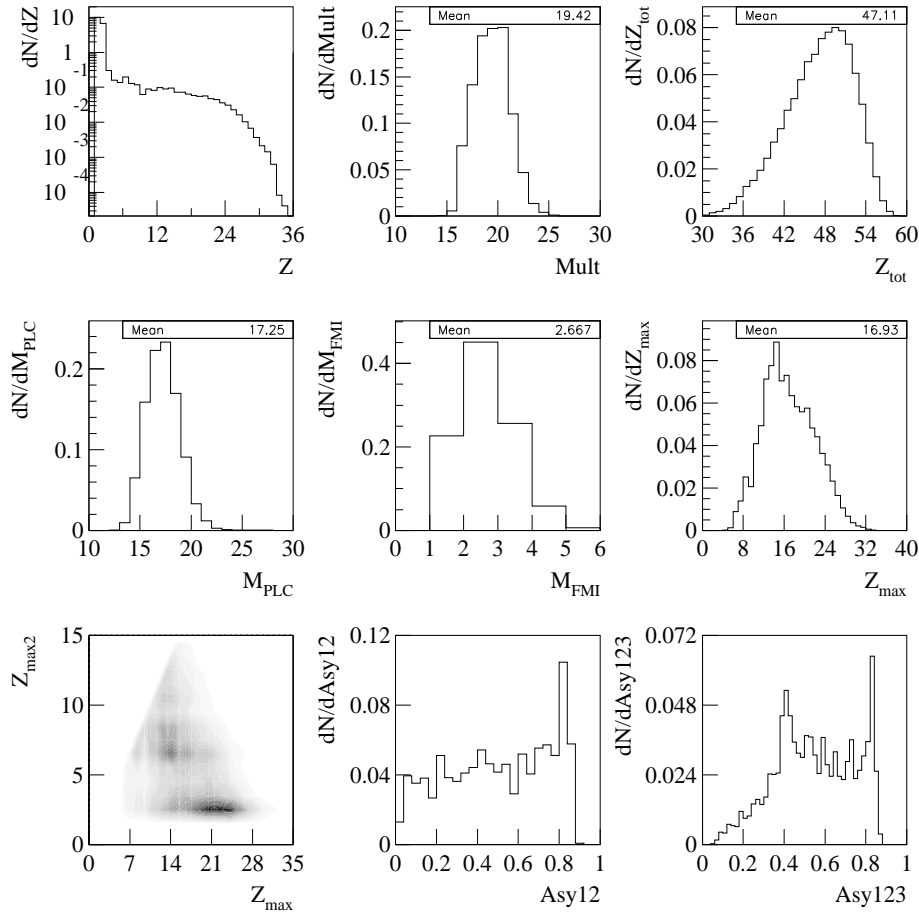 dN/dZ
10
1
10 -1
10 -2
10 -3
10 -4
0 12 24 36
Z
dN/dMult
Mean 19.42
0.2
0.15
0.1
0.05
0
10 15 20 25 30
Mult
dN/dZtot
Mean 47.11
0.08
0.06
0.04
0.02
0
30 36 42 48 54 60
Ztot
dN/dMPLC
Mean 17.25
0.2
0.1
0
10 15 20 25 30
MPLC
dN/dMFMI
Mean 2.667
0.4
0.2
0
0 1 2 3 4 5 6
MFMI
dN/dZmax
Mean 16.93
0.08
0.06
0.04
0.02
0
0 8 16 24 32 40
Zmax
Zmax2
15
10
5
0
0 7 14 21 28 35
Zmax
dN/dAsy12
0.12
0.08
0.04
0
0 0.2 0.4 0.6 0.8 1
Asy12
dN/dAsy123
0.072
0.048
0.024
0
0 0.2 0.4 0.6 0.8 1
Asy123